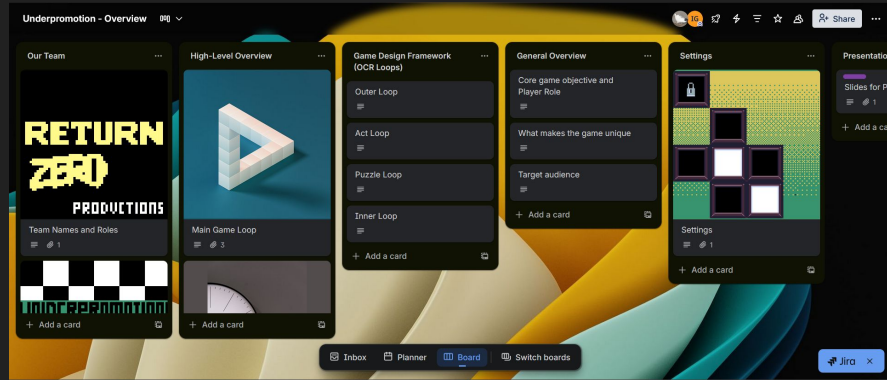 Underpromotion - Overview
IG
Share
Our Team
RETURN
ZERO
PRODUCTIONS
Team Names and Roles
1
UNDERPROMOTION
+ Add a card
High-Level Overview
Main Game Loop
3
+ Add a card
Game Design Framework
(OCR Loops)
Outer Loop
Act Loop
Puzzle Loop
Inner Loop
+ Add a card
General Overview
Core game objective and
Player Role
What makes the game unique
Target audience
+ Add a card
Settings
Settings
1
+ Add a card
Presentatio
Slides for P
1
+ Add a ca
Inbox
Planner
Board
Switch boards
Jira